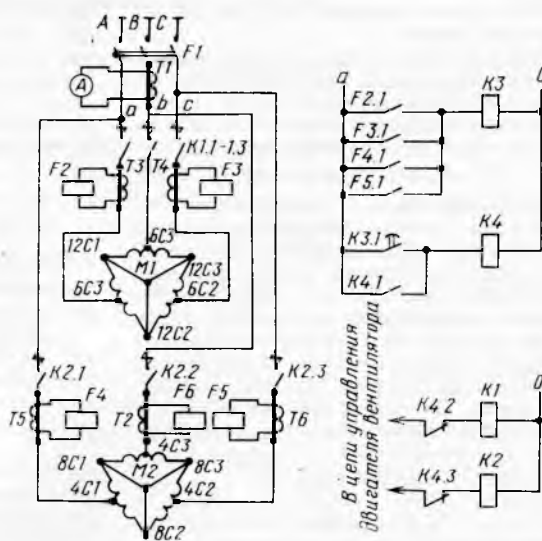 A B C
F1
T1
A
a b c
K1.1-1.3
F2 T3 T4 F3
6C3
12C1 M1 12C3
6C3 6C2
12C2
K2.1 K2.2 K2.3
F4 F6 F5
T5 T2 T6
4C3
8C1 M2 8C3
4C1 4C2
8C2
a 0
F2.1 K3
F3.1
F4.1
F5.1
K3.1 K4
K4.1
В цепи управления
двигателя вентилятора
0
K4.2 K1
K4.3 K2